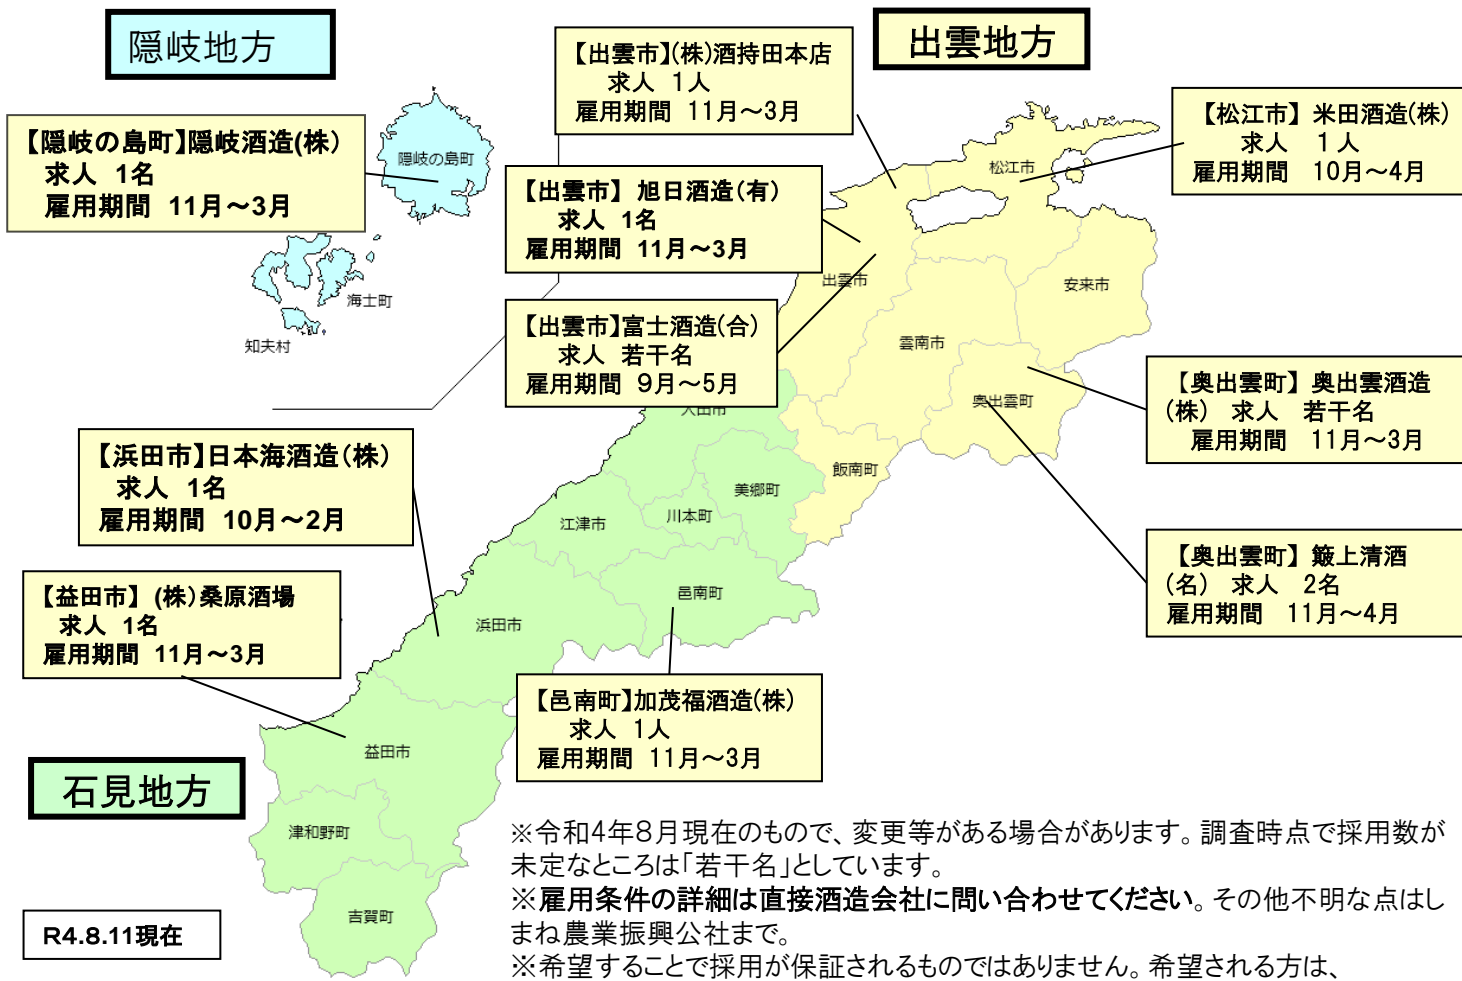 隠岐地方
出雲地方
【出雲市】(株)酒持田本店
求人 1人
雇用期間 11月～3月
【松江市】 米田酒造(株)
求人 1人
雇用期間 10月～4月
【隠岐の島町】隠岐酒造(株)
求人 1名
雇用期間 11月～3月
隠岐の島町
松江市
【出雲市】 旭日酒造(有)
求人 1名
雇用期間 11月～3月
海士町
知夫村
出雲市
安来市
【出雲市】富士酒造(合)
求人 若干名
雇用期間 9月～5月
雲南市
【奥出雲町】 奥出雲酒造
(株) 求人 若干名
雇用期間 11月～3月
奥出雲町
大田市
【浜田市】日本海酒造(株)
求人 1名
雇用期間 10月～2月
飯南町
美郷町
川本町
江津市
【奥出雲町】 簸上清酒
(名) 求人 2名
雇用期間 11月～4月
【益田市】 (株)桑原酒場
求人 1名
雇用期間 11月～3月
邑南町
浜田市
【邑南町】加茂福酒造(株)
求人 1人
雇用期間 11月～3月
益田市
石見地方
津和野町
吉賀町
R4.8.11現在
※令和4年8月現在のもので、変更等がある場合があります。調査時点で採用数が
未定なところは「若干名」としています。
※雇用条件の詳細は直接酒造会社に問い合わせてください。その他不明な点はし
まね農業振興公社まで。
※希望することで採用が保証されるものではありません。希望される方は、